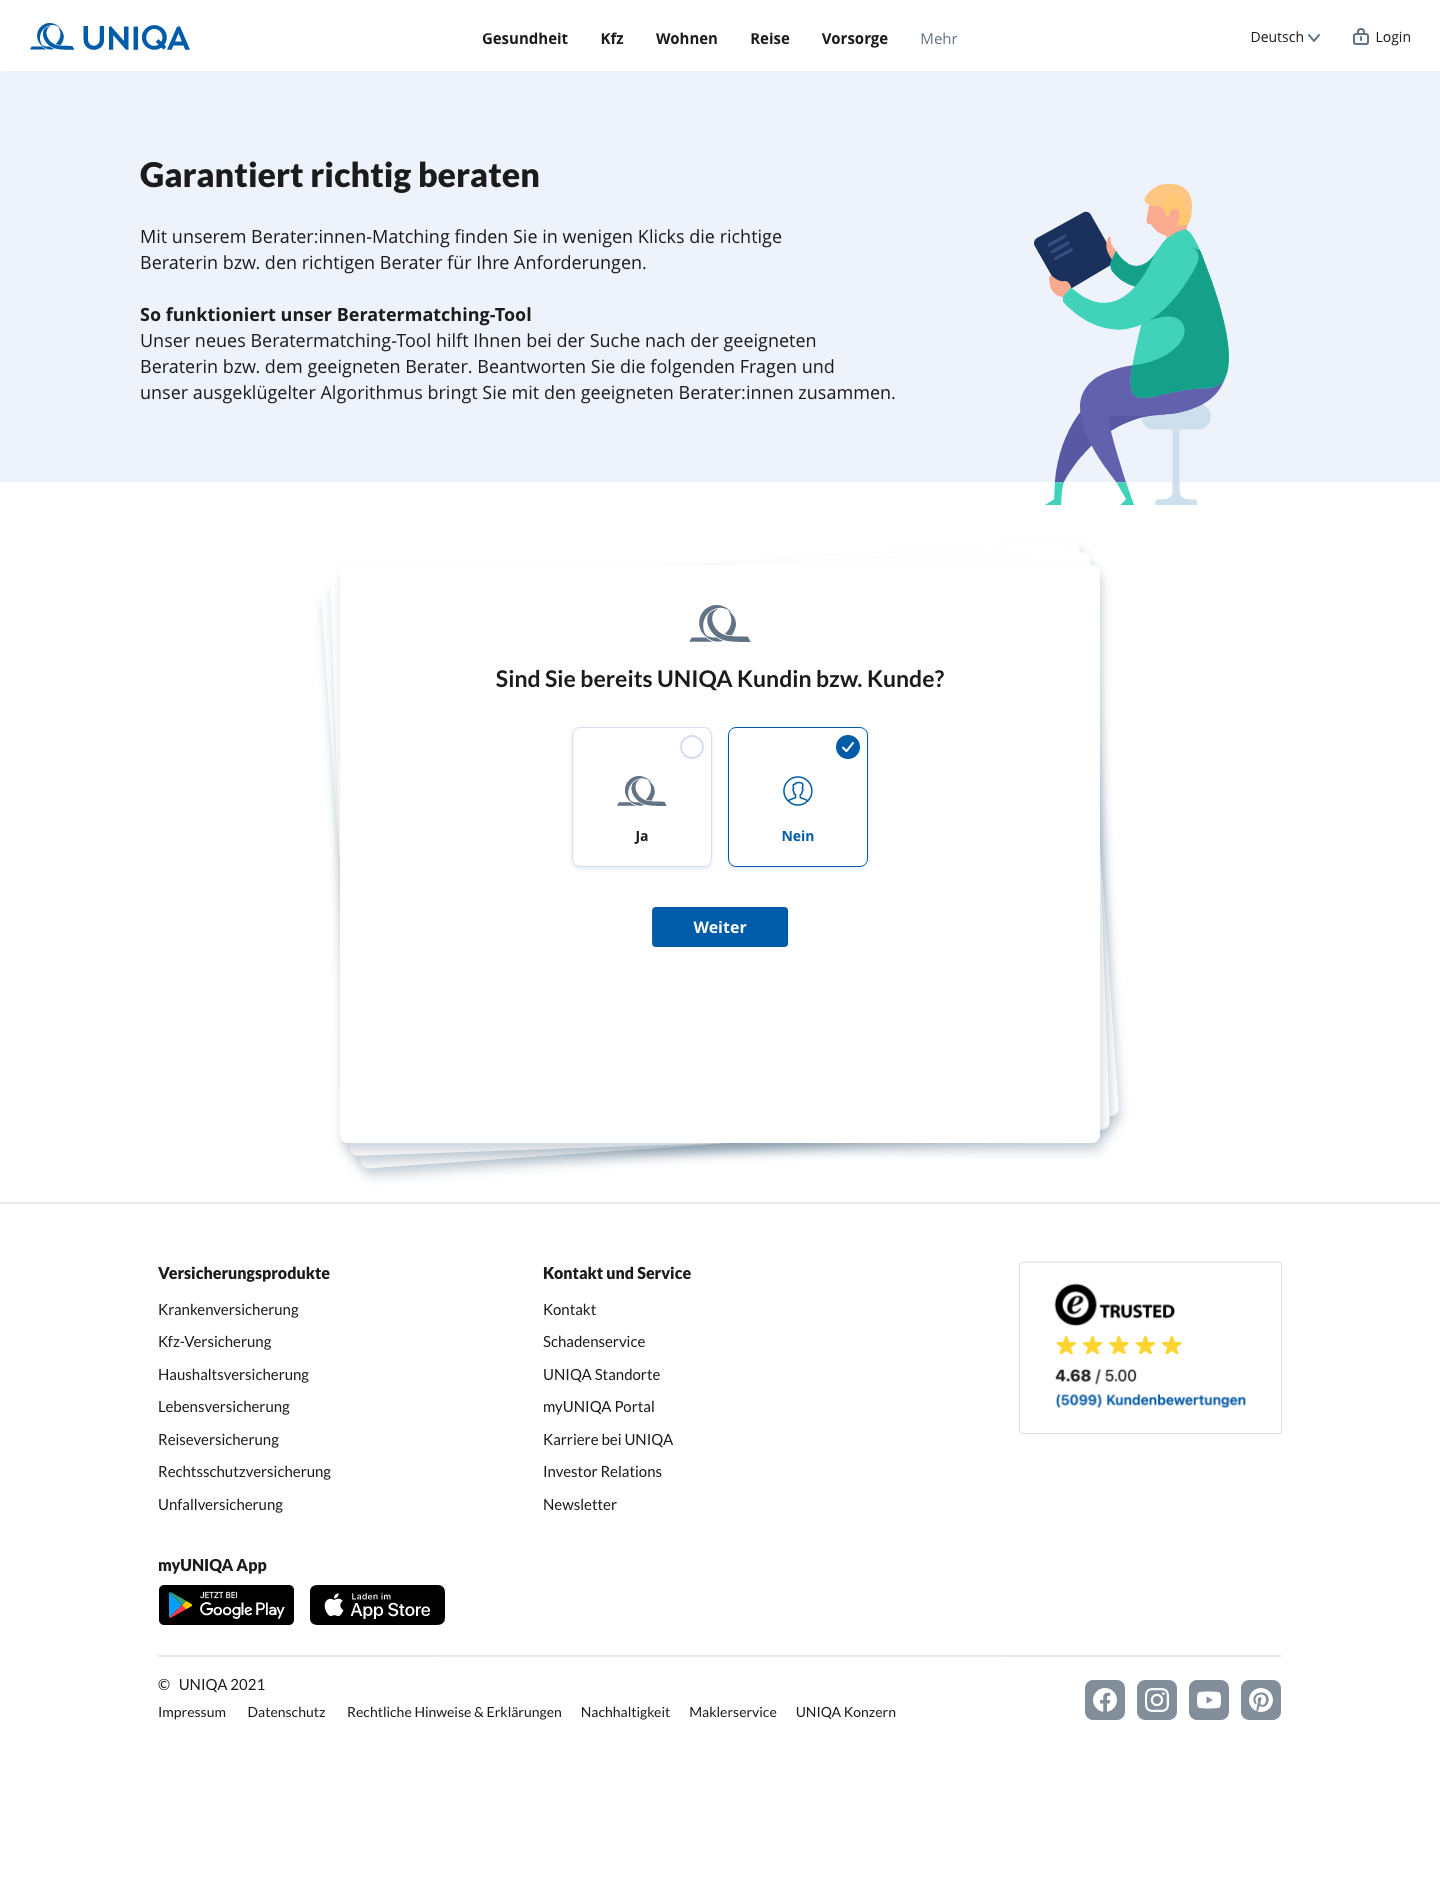 UNIQA
Gesundheit Kfz Wohnen Reise Vorsorge Mehr
Deutsch Login
Garantiert richtig beraten
Mit unserem Berater:innen-Matching finden Sie in wenigen Klicks die richtige
Beraterin bzw. den richtigen Berater für Ihre Anforderungen.
So funktioniert unser Beratermatching-Tool
Unser neues Beratermatching-Tool hilft Ihnen bei der Suche nach der geeigneten
Beraterin bzw. dem geeigneten Berater. Beantworten Sie die folgenden Fragen und
unser ausgeklügelter Algorithmus bringt Sie mit den geeigneten Berater:innen zusammen.
Sind Sie bereits UNIQA Kundin bzw. Kunde?
Ja
Nein
Weiter
Versicherungsprodukte
Krankenversicherung
Kfz-Versicherung
Haushaltsversicherung
Lebensversicherung
Reiseversicherung
Rechtsschutzversicherung
Unfallversicherung
Kontakt und Service
Kontakt
Schadenservice
UNIQA Standorte
myUNIQA Portal
Karriere bei UNIQA
Investor Relations
Newsletter
e TRUSTED
4.68 / 5.00
(5099) Kundenbewertungen
myUNIQA App
JETZT BEI
Google Play
Laden im
App Store
© UNIQA 2021
Impressum Datenschutz Rechtliche Hinweise & Erklärungen Nachhaltigkeit Maklerservice UNIQA Konzern